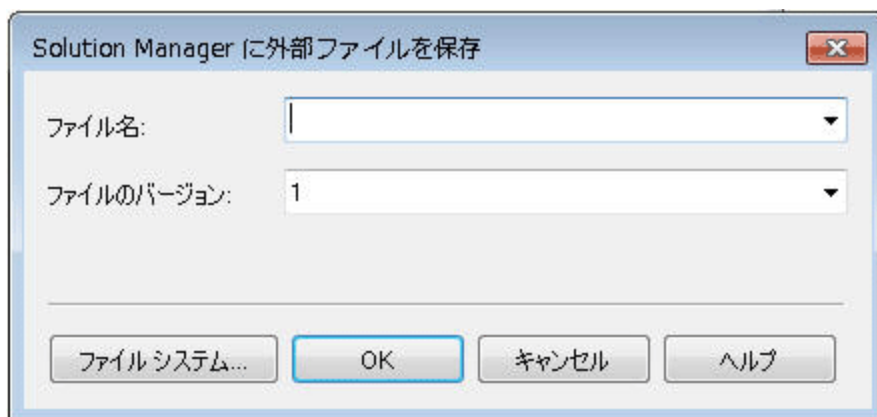 Solution Manager に外部ファイルを保存
ファイル名:
ファイルのバージョン: 1
ファイル システム... OK キャンセル ヘルプ